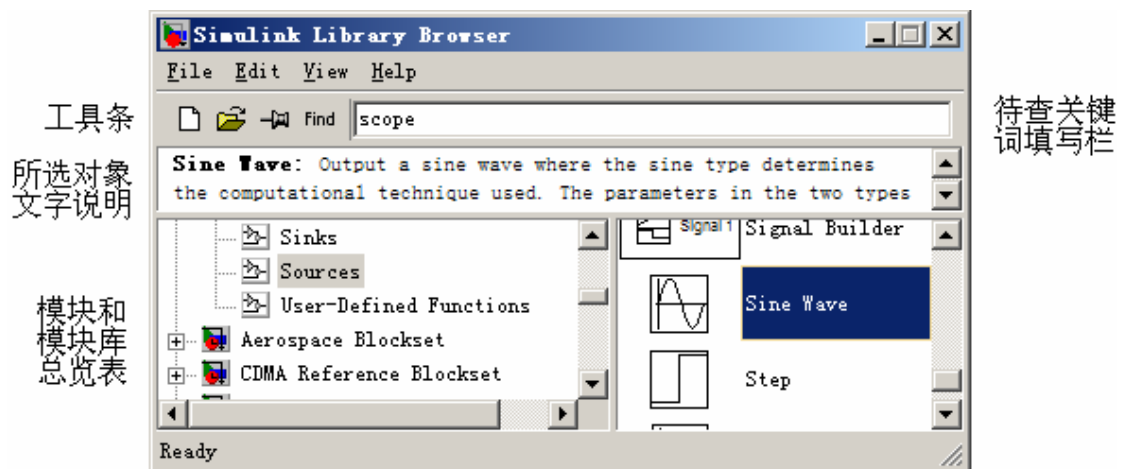 Simulink Library Browser
File Edit View Help
工具条
Find
scope
待查关键
词填写栏
所选对象
文字说明
Sine Wave: Output a sine wave where the sine type determines
the computational technique used. The parameters in the two types
模块和
模块库
总览表
Sinks
Sources
User-Defined Functions
Aerospace Blockset
CDMA Reference Blockset
Signal 1
Signal Builder
Sine Wave
Step
Ready